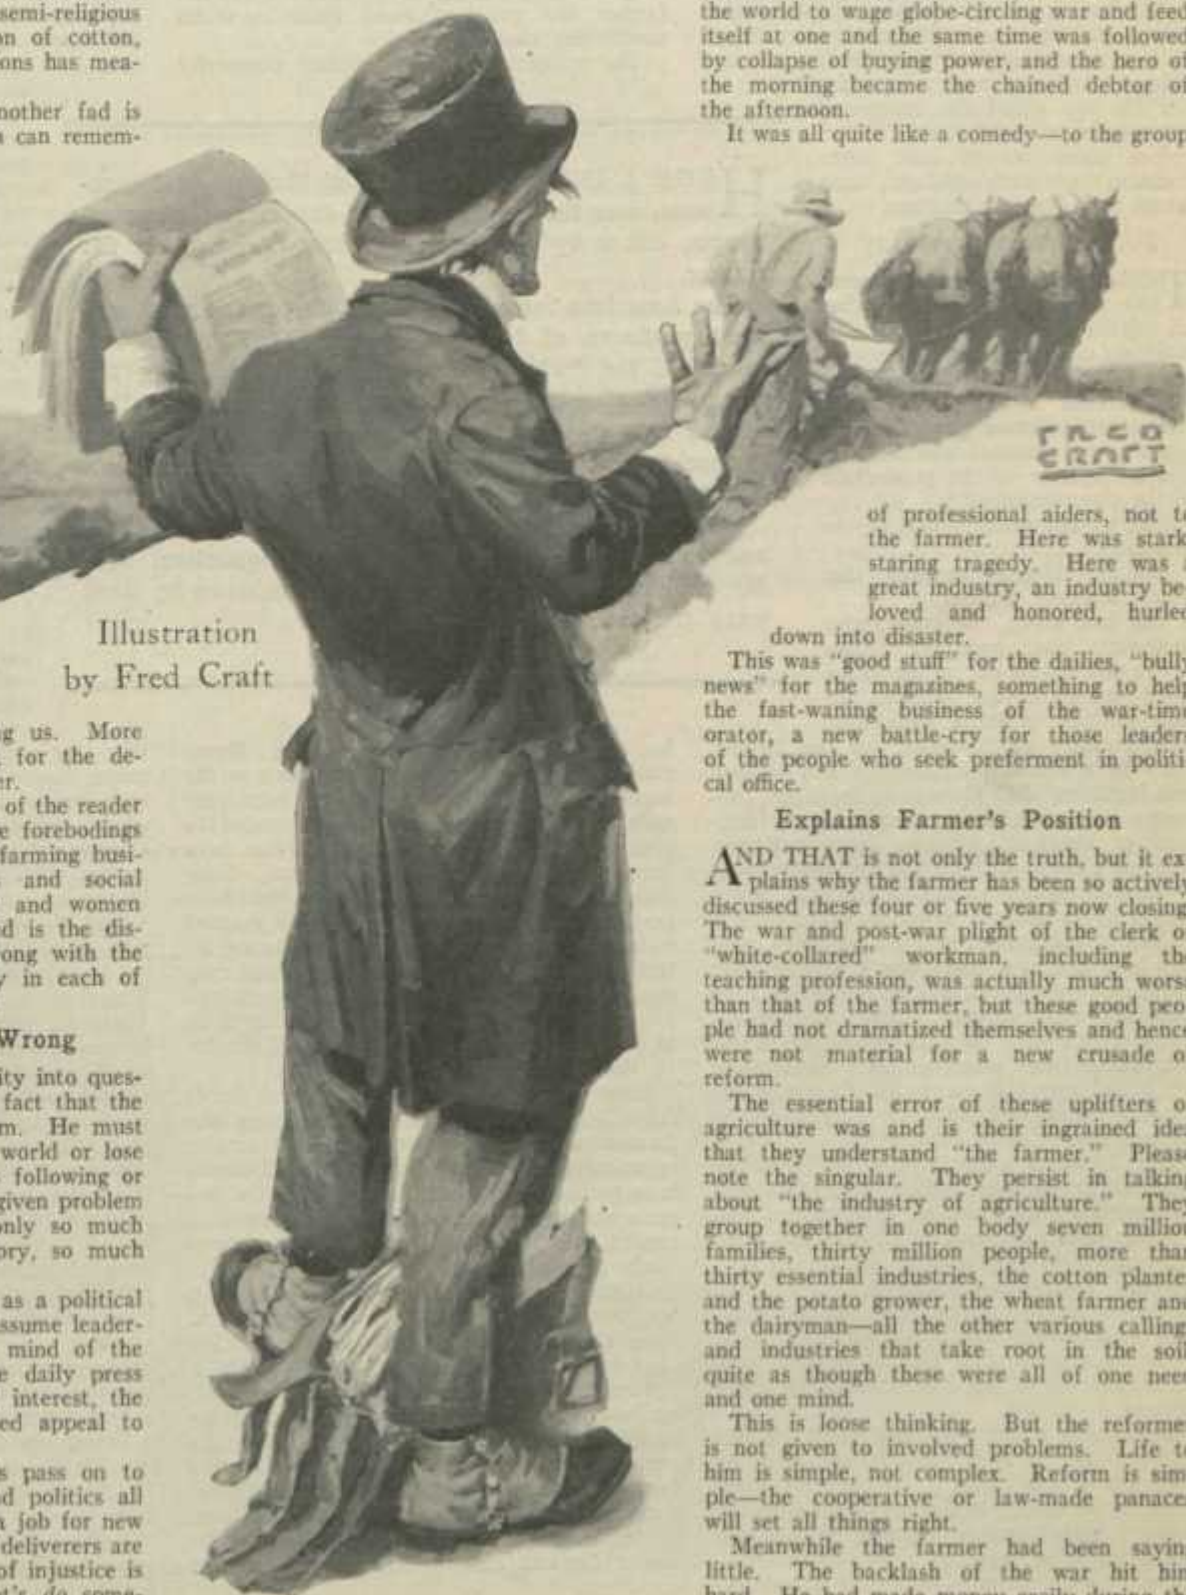 semi-religious
on of cotton,
ons has mea-
nother fad is
can remem-
Illustration
by Fred Craft
ng us. More
for the de-
er.
of the reader
e forebodings
farming busi-
and social
and women
d is the dis-
ong with the
y in each of
Wrong
ity into ques-
fact that the
m. He must
world or lose
following or
given problem
only so much
ory, so much
as a political
ssume leader-
mind of the
e daily press
interest, the
ed appeal to
s pass on to
d politics all
a job for new
deliverers are
of injustice is
the world to wage globe-circling war and feed
itself at one and the same time was followed
by collapse of buying power, and the hero of
the morning became the chained debtor of
the afternoon.
It was all quite like a comedy—to the group
FRED
CRAFT
of professional aiders, not to
the farmer. Here was stark
staring tragedy. Here was
great industry, an industry be
loved and honored, hurled
down into disaster.
This was "good stuff" for the dailies, "bully
news" for the magazines, something to help
the fast-waning business of the war-time
orator, a new battle-cry for those leaders
of the people who seek preferment in politi
cal office.
Explains Farmer's Position
AND THAT is not only the truth, but it ex
plains why the farmer has been so actively
discussed these four or five years now closing
The war and post-war plight of the clerk o
"white-collared" workman, including the
teaching profession, was actually much worse
than that of the farmer, but these good peo
ple had not dramatized themselves and hence
were not material for a new crusade o
reform.
The essential error of these uplifters o
agriculture was and is their ingrained idea
that they understand "the farmer." Please
note the singular. They persist in talking
about "the industry of agriculture." They
group together in one body seven million
families, thirty million people, more than
thirty essential industries, the cotton planter
and the potato grower, the wheat farmer and
the dairyman—all the other various calling
and industries that take root in the soil
quite as though these were all of one need
and one mind.
This is loose thinking. But the reformer
is not given to involved problems. Life to
him is simple, not complex. Reform is sim
ple—the cooperative or law-made panacea
will set all things right.
Meanwhile the farmer had been saying
little. The backlash of the war hit him